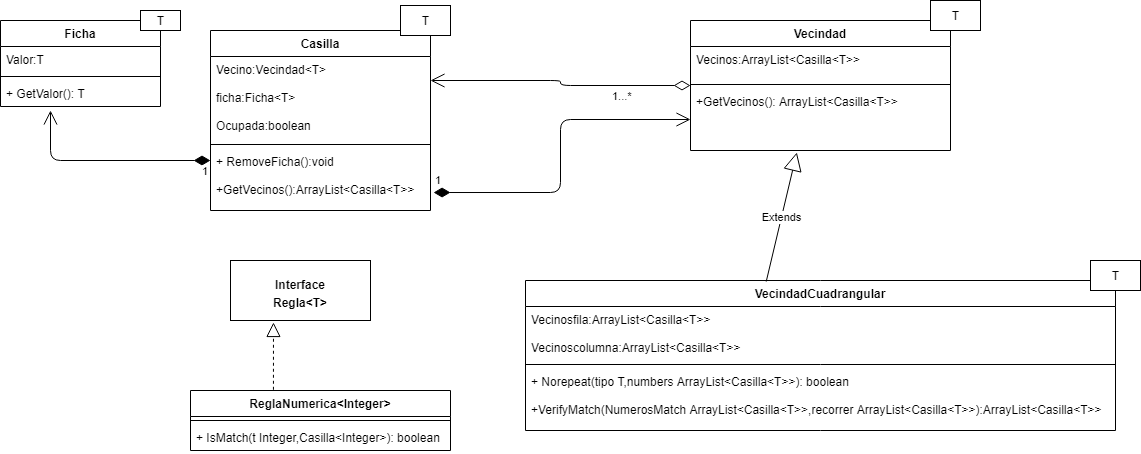 T
Ficha
Valor:T
+ GetValor(): T
T
Casilla
Vecino:Vecindad<T>
ficha:Ficha<T>
Ocupada:boolean
+ RemoveFicha():void
+GetVecinos():ArrayList<Casilla<T>>
1
1
1...*
T
Vecindad
Vecinos:ArrayList<Casilla<T>>
+GetVecinos(): ArrayList<Casilla<T>>
Extends
Interface
Regla<T>
ReglaNumerica<Integer>
+ IsMatch(t Integer,Casilla<Integer>): boolean
T
VecindadCuadrangular
Vecinosfila:ArrayList<Casilla<T>>
Vecinoscolumna:ArrayList<Casilla<T>>
+ Norepeat(tipo T,numbers ArrayList<Casilla<T>>): boolean
+VerifyMatch(NumerosMatch ArrayList<Casilla<T>>,recorrer ArrayList<Casilla<T>>):ArrayList<Casilla<T>>